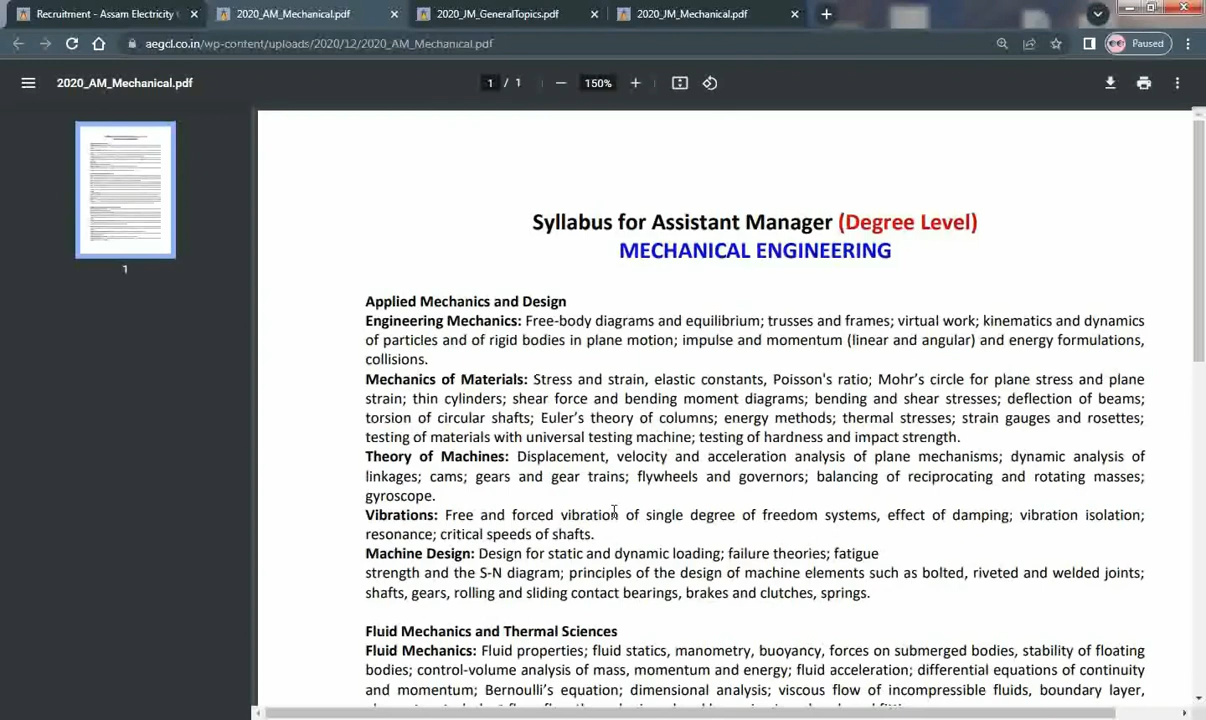 Recruitment - Assam Electricity
2020_AM_Mechanical.pdf
2020_JM_GeneralTopics.pdf
2020_JM_Mechanical.pdf
aegcl.co.in/wp-content/uploads/2020/12/2020_AM_Mechanical.pdf
Paused
2020_AM_Mechanical.pdf
1 / 1
150%
1
Syllabus for Assistant Manager (Degree Level)
MECHANICAL ENGINEERING
Applied Mechanics and Design
Engineering Mechanics: Free-body diagrams and equilibrium; trusses and frames; virtual work; kinematics and dynamics
of particles and of rigid bodies in plane motion; impulse and momentum (linear and angular) and energy formulations,
collisions.
Mechanics of Materials: Stress and strain, elastic constants, Poisson's ratio; Mohr's circle for plane stress and plane
strain; thin cylinders; shear force and bending moment diagrams; bending and shear stresses; deflection of beams;
torsion of circular shafts; Euler's theory of columns; energy methods; thermal stresses; strain gauges and rosettes;
testing of materials with universal testing machine; testing of hardness and impact strength.
Theory of Machines: Displacement, velocity and acceleration analysis of plane mechanisms; dynamic analysis of
linkages; cams; gears and gear trains; flywheels and governors; balancing of reciprocating and rotating masses;
gyroscope.
Vibrations: Free and forced vibration of single degree of freedom systems, effect of damping; vibration isolation;
resonance; critical speeds of shafts.
Machine Design: Design for static and dynamic loading; failure theories; fatigue
strength and the S-N diagram; principles of the design of machine elements such as bolted, riveted and welded joints;
shafts, gears, rolling and sliding contact bearings, brakes and clutches, springs.
Fluid Mechanics and Thermal Sciences
Fluid Mechanics: Fluid properties; fluid statics, manometry, buoyancy, forces on submerged bodies, stability of floating
bodies; control-volume analysis of mass, momentum and energy; fluid acceleration; differential equations of continuity
and momentum; Bernoulli's equation; dimensional analysis; viscous flow of incompressible fluids, boundary layer,